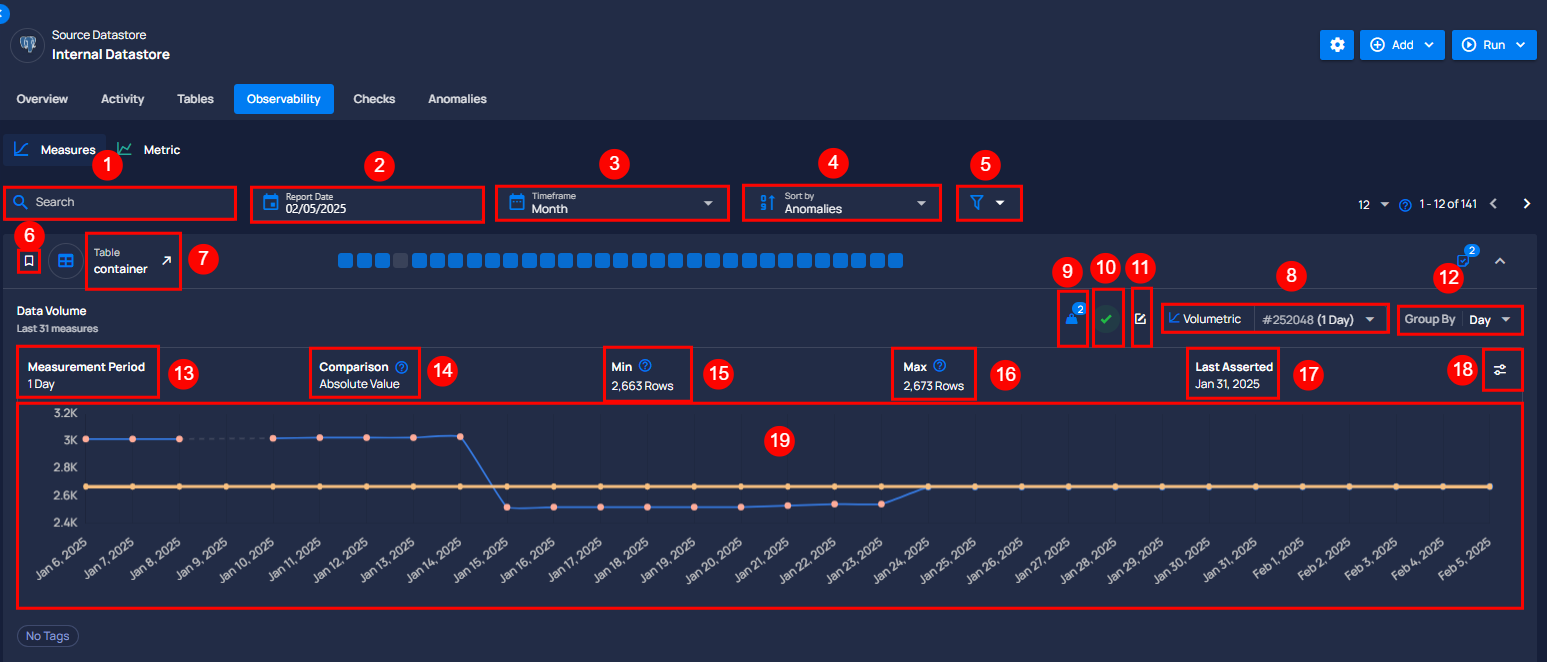 Source Datastore
Internal Datastore
Add
Run
Overview
Activity
Tables
Observability
Checks
Anomalies
Measures
Metric
1
2
3
4
5
Search
Report Date
02/05/2025
Timeframe
Month
Sort by
Anomalies
12
1 - 12 of 141
6
Table
container
7
2
9
10
11
8
12
Data Volume
Last 31 measures
2
Volumetric
#252048 (1 Day)
Group By
Day
Measurement Period
1 Day
13
Comparison
Absolute Value
14
Min
2,663 Rows
15
Max
2,673 Rows
16
Last Asserted
Jan 31, 2025
17
18
19
3.2K
3K
2.8K
2.6K
2.4K
Jan 6, 2025
Jan 7, 2025
Jan 8, 2025
Jan 9, 2025
Jan 10, 2025
Jan 11, 2025
Jan 12, 2025
Jan 13, 2025
Jan 14, 2025
Jan 15, 2025
Jan 16, 2025
Jan 17, 2025
Jan 18, 2025
Jan 19, 2025
Jan 20, 2025
Jan 21, 2025
Jan 22, 2025
Jan 23, 2025
Jan 24, 2025
Jan 25, 2025
Jan 26, 2025
Jan 27, 2025
Jan 28, 2025
Jan 29, 2025
Jan 30, 2025
Jan 31, 2025
Feb 1, 2025
Feb 2, 2025
Feb 3, 2025
Feb 4, 2025
Feb 5, 2025
No Tags